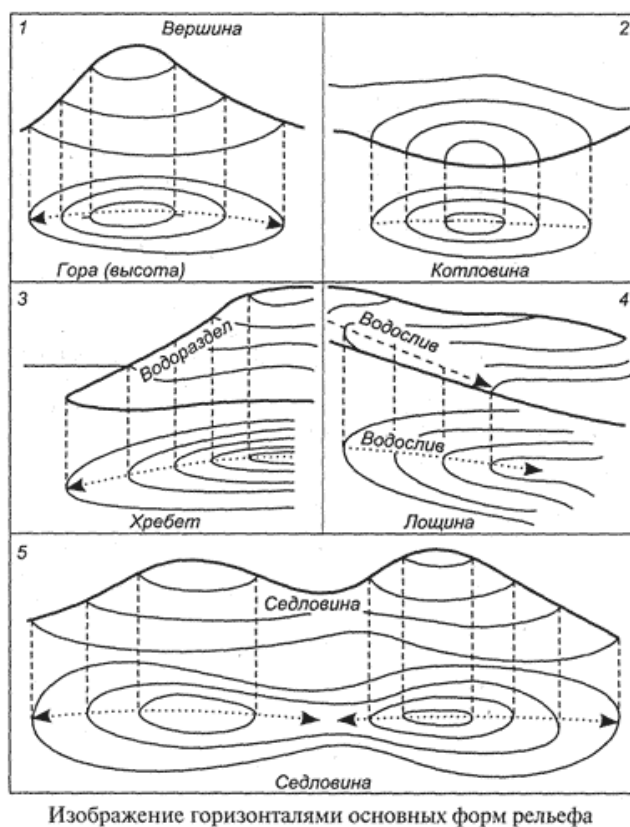 1
Вершина
2
Гора (высота)
Котловина
3
Водораздел
4
Водослив
Водослив
Хребет
Лощина
5
Седловина
Седловина
Изображение горизонталями основных форм рельефа